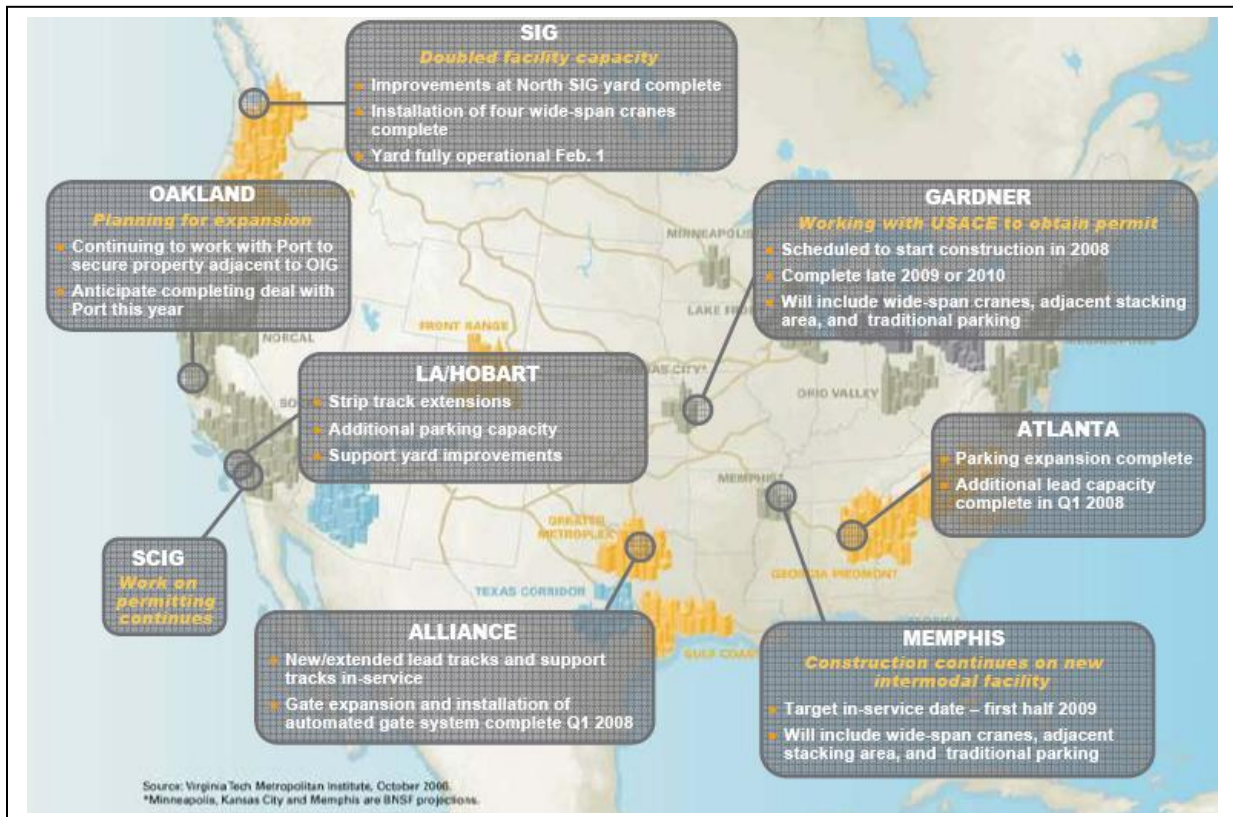 SIG
Doubled facility capacity
Improvements at North SIG yard complete
Installation of four wide-span cranes
complete
Yard fully operational Feb. 1
OAKLAND
Planning for expansion
Continuing to work with Port to
secure property adjacent to OIG
Anticipate completing deal with
Port this year
GARDNER
Working with USACE to obtain permit
Scheduled to start construction in 2008
Complete late 2009 or 2010
Will include wide-span cranes, adjacent stacking
area, and traditional parking
MINNEAPOLIS
NORCAL
FRONT RANGE
OHIO VALLEY
LA/HOBART
Strip track extensions
Additional parking capacity
Support yard improvements
ATLANTA
Parking expansion complete
Additional lead capacity
complete in Q1 2008
MEMPHIS*
GREATER
METROPLEX
GEORGIA PIEDMONT
TEXAS CORRIDOR
SCIG
Work on
permitting
continues
ALLIANCE
New/extended lead tracks and support
tracks in-service
Gate expansion and installation of
automated gate system complete Q1 2008
GULF COAST
MEMPHIS
Construction continues on new
intermodal facility
Target in-service date – first half 2009
Will include wide-span cranes, adjacent
stacking area, and traditional parking
Source: Virginia Tech Metropolitan Institute, October 2006.
*Minneapolis, Kansas City and Memphis are BNSF projections.